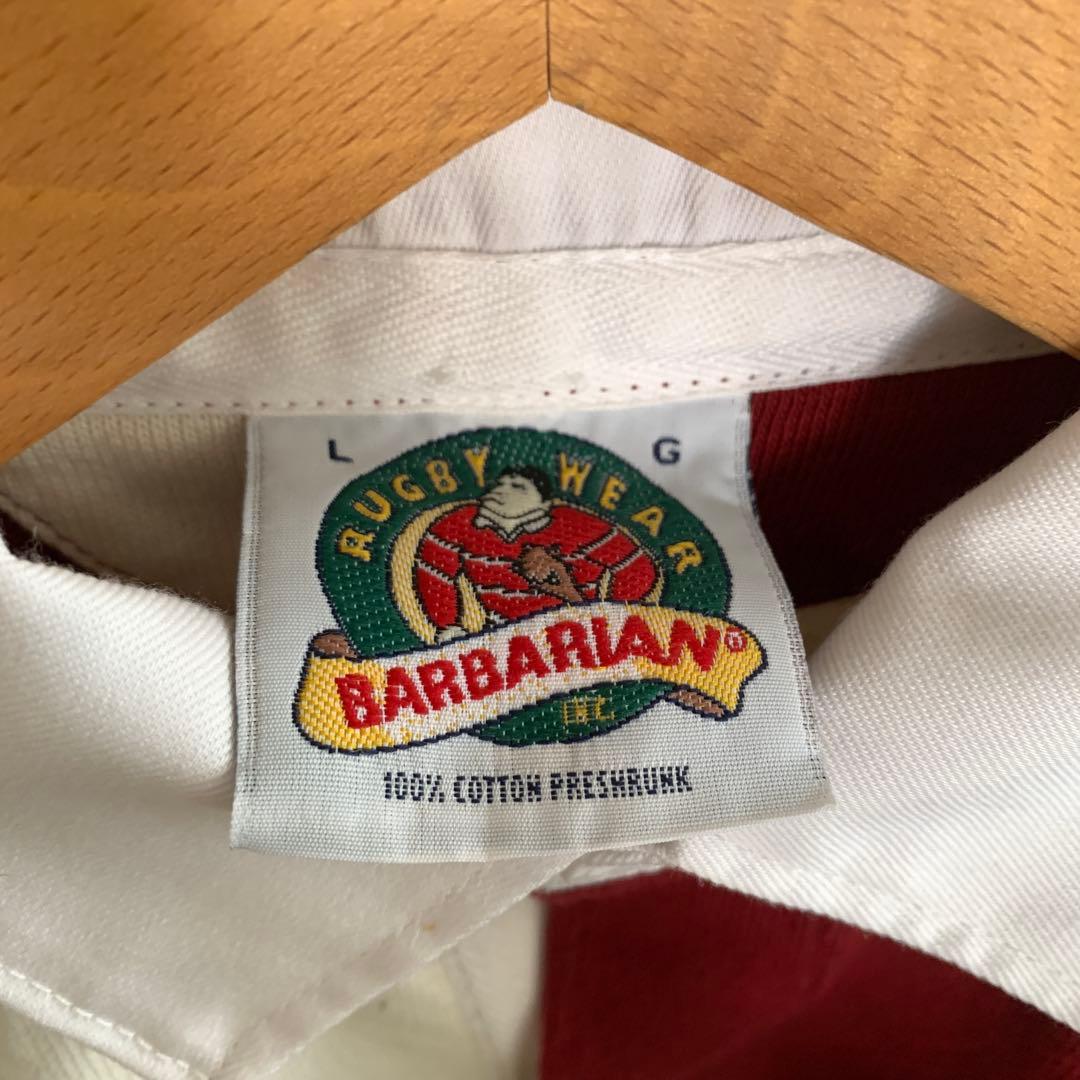 L G
RUGBY WEAR
BARBARIAN®
INC.
100% COTTON PRESHRUNK